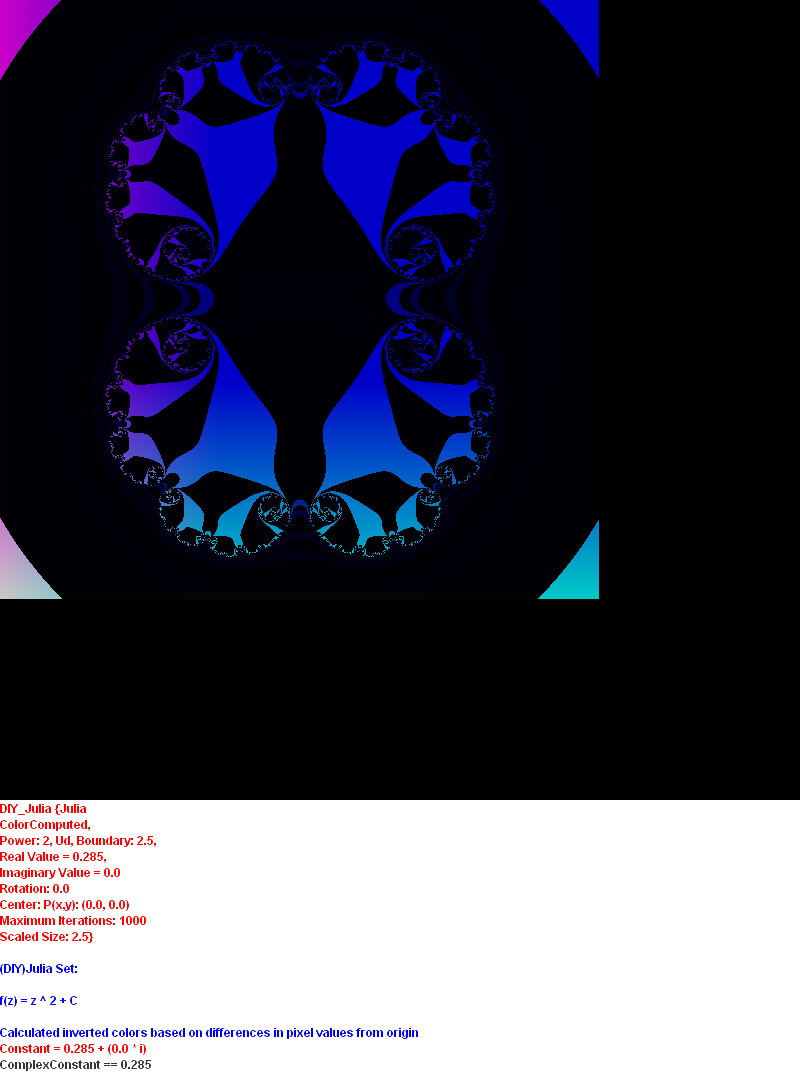 DIY_Julia {Julia
ColorComputed,
Power: 2, Ud, Boundary: 2.5,
Real Value = 0.285,
Imaginary Value = 0.0
Rotation: 0.0
Center: P(x,y): (0.0, 0.0)
Maximum Iterations: 1000
Scaled Size: 2.5}
(DIY)Julia Set:
f(z) = z ^ 2 + C
Calculated inverted colors based on differences in pixel values from origin
Constant = 0.285 + (0.0 * i)
ComplexConstant == 0.285